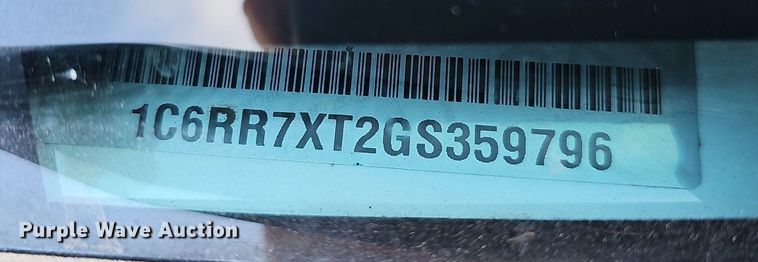 1C6RR7XT2GS359796
Purple Wave Auction